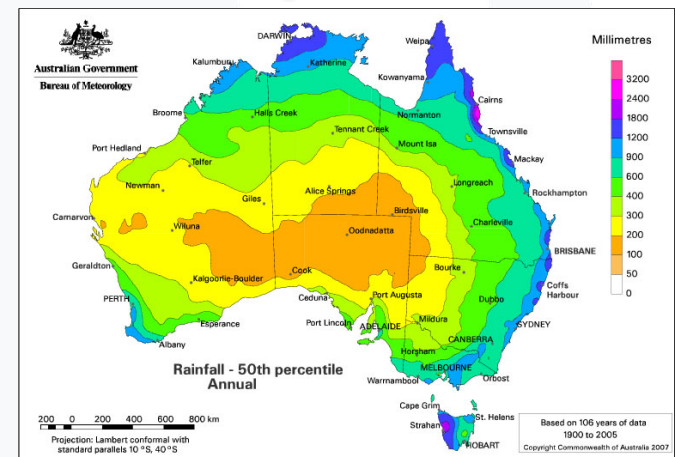 DARWIN
Weipa
Millimetres
Australian Government
Bureau of Meteorology
Kalumburu
Katherine
Kowanyama
3200
2400
1800
1200
900
600
400
300
200
100
50
0
Cairns
Broome
Halls Creek
Normanton
Tennant Creek
Townsville
Port Hedland
Mount Isa
Mackay
Telfer
Newman
Alice Springs
Longreach
Rockhampton
Giles
Birdsville
Carnarvon
Wiluna
Oodnadatta
Charleville
BRISBANE
Geraldton
Kalgoorlie-Boulder
Cook
Bourke
Coffs
Harbour
PERTH
Ceduna
Port Augusta
Dubbo
Esperance
Port Lincoln
ADELAIDE
Mildura
SYDNEY
Albany
CANBERRA
Horsham
Rainfall - 50th percentile
Annual
MELBOURNE
Warrnambool
Orbost
Cape Grim
St. Helens
Strahan
HOBART
200 0 200 400 600 800 km
Projection: Lambert conformal with
standard parallels 10 °S, 40°S
Based on 106 years of data
1900 to 2005
Copyright Commonwealth of Australia 2007